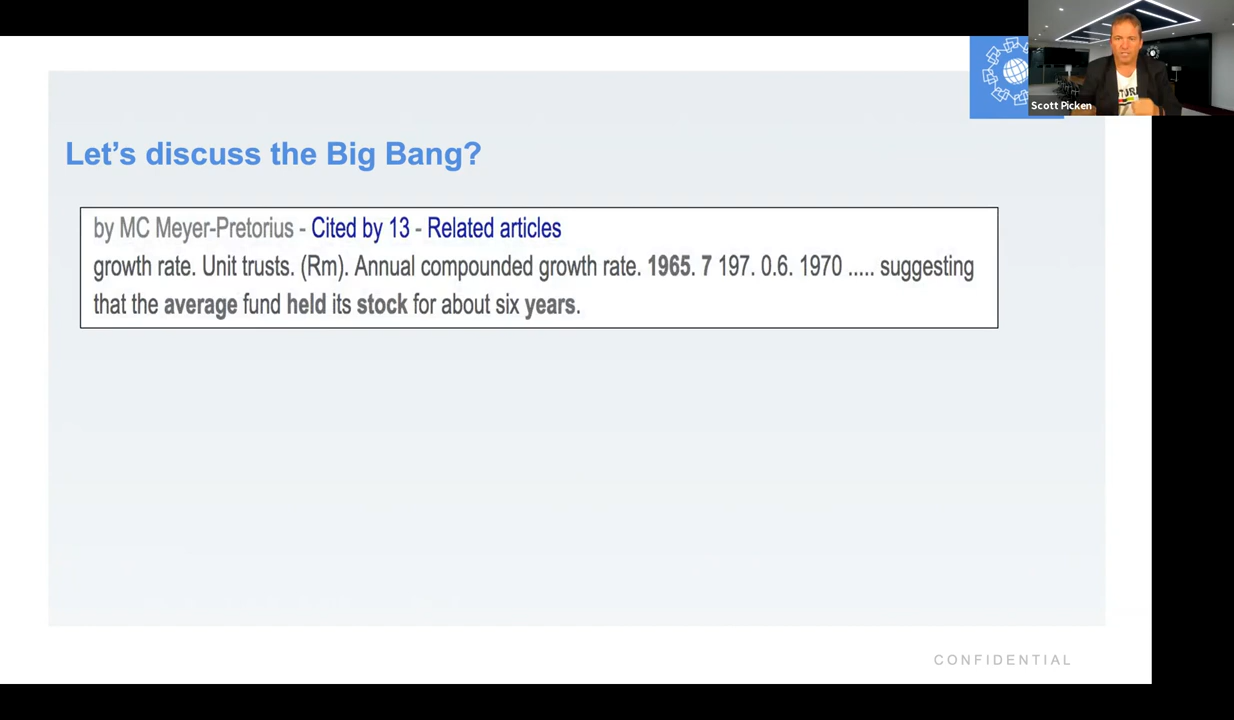 Scott Picken
Let's discuss the Big Bang?
by MC Meyer-Pretorius - Cited by 13 - Related articles
growth rate. Unit trusts. (Rm). Annual compounded growth rate. 1965. 7 197. 0.6. 1970 ..... suggesting
that the average fund held its stock for about six years.
CONFIDENTIAL